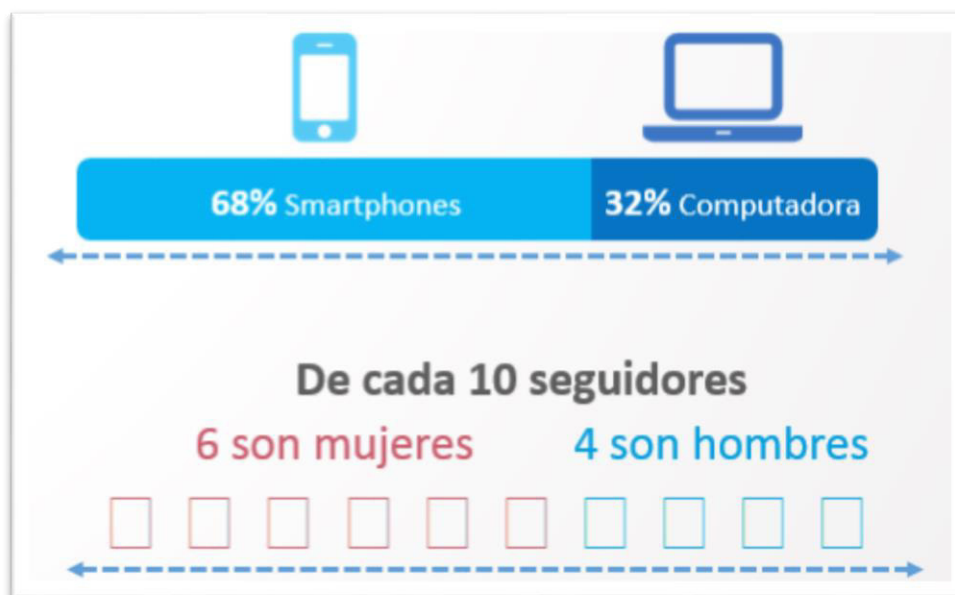 68% Smartphones 32% Computadora
De cada 10 seguidores
6 son mujeres 4 son hombres